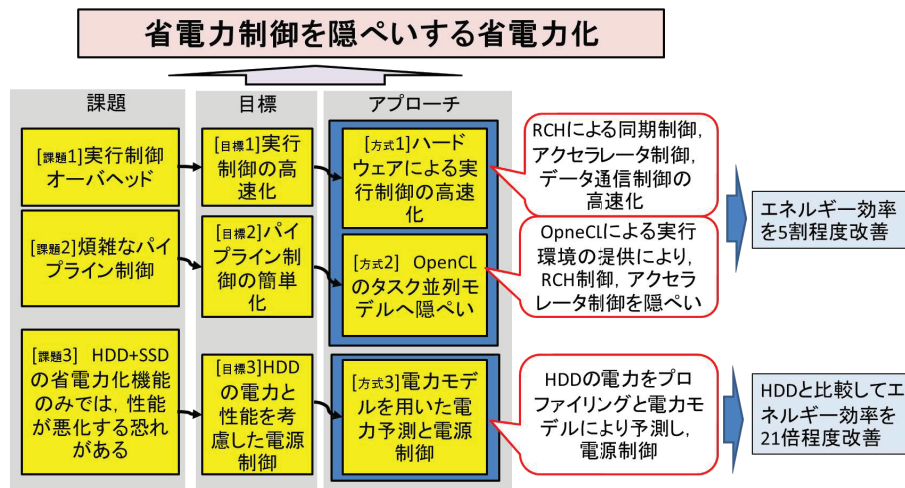 省電力制御を隠ぺいする省電力化
課題
目標
アプローチ
[課題1]実行制御
オーバヘッド
[目標1]実行
制御の高
速化
[方式1]ハード
ウェアによる実
行制御の高速
化
RCHによる同期制御,
アクセラレータ制御,
データ通信制御の
高速化
[課題2]煩雑なパイ
プライン制御
[目標2]パイ
プライン制
御の簡単
化
[方式2] OpenCL
のタスク並列モ
デルへ隠ぺい
OpneCLによる実行
環境の提供により,
RCH制御, アクセ
ラレータ制御を隠ぺい
エネルギー効率
を5割程度改善
[課題3] HDD+SSD
の省電力化機能
のみでは, 性能
が悪化する恐れ
がある
[目標3]HDD
の電力と
性能を考
慮した電源
制御
[方式3]電力モ
デルを用いた電
力予測と電源
制御
HDDの電力をプロ
ファイリングと電力モ
デルにより予測し,
電源制御
HDDと比較してエ
ネルギー効率を
21倍程度改善